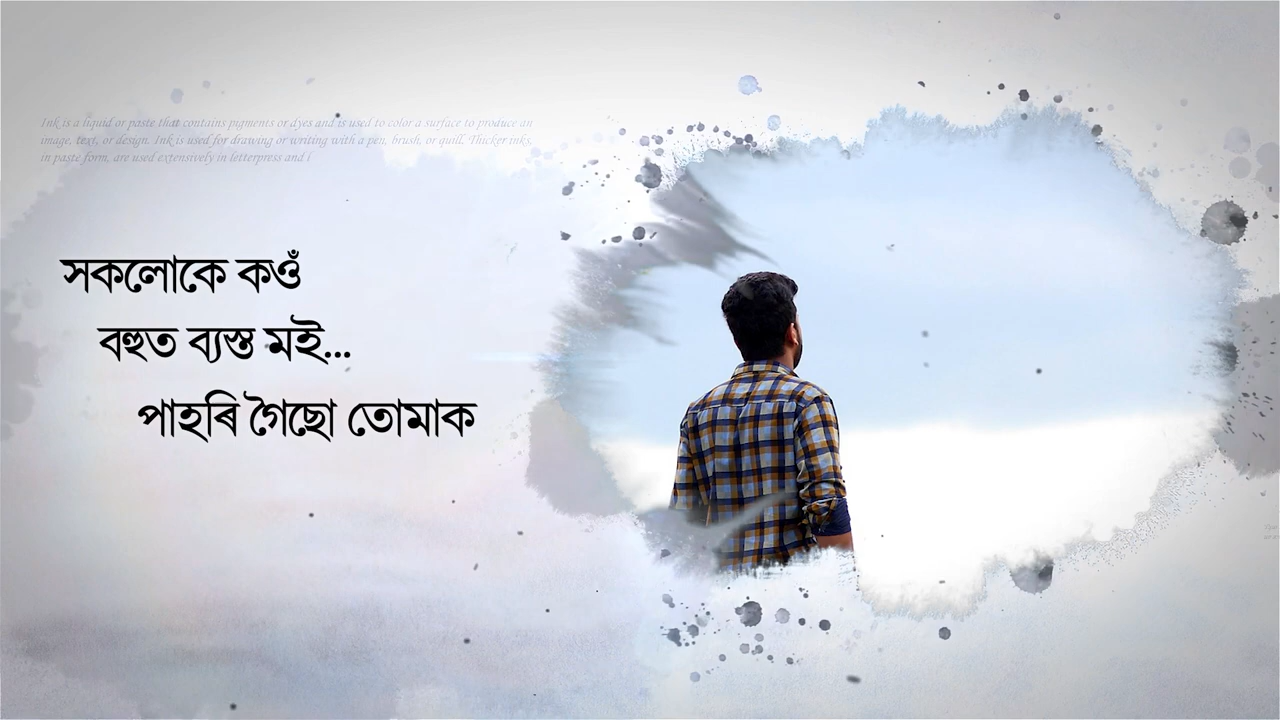 Ink is a liquid or paste that contains pigments or dyes and is used to color a surface to produce an
image, text, or design. Ink is used for drawing or writing with a pen, brush, or quill. Thicker inks,
in paste form, are used extensively in letterpress and l
সকলোকে কওঁ
বহুত ব্যস্ত মই...
পাহৰি গৈছো তোমাক